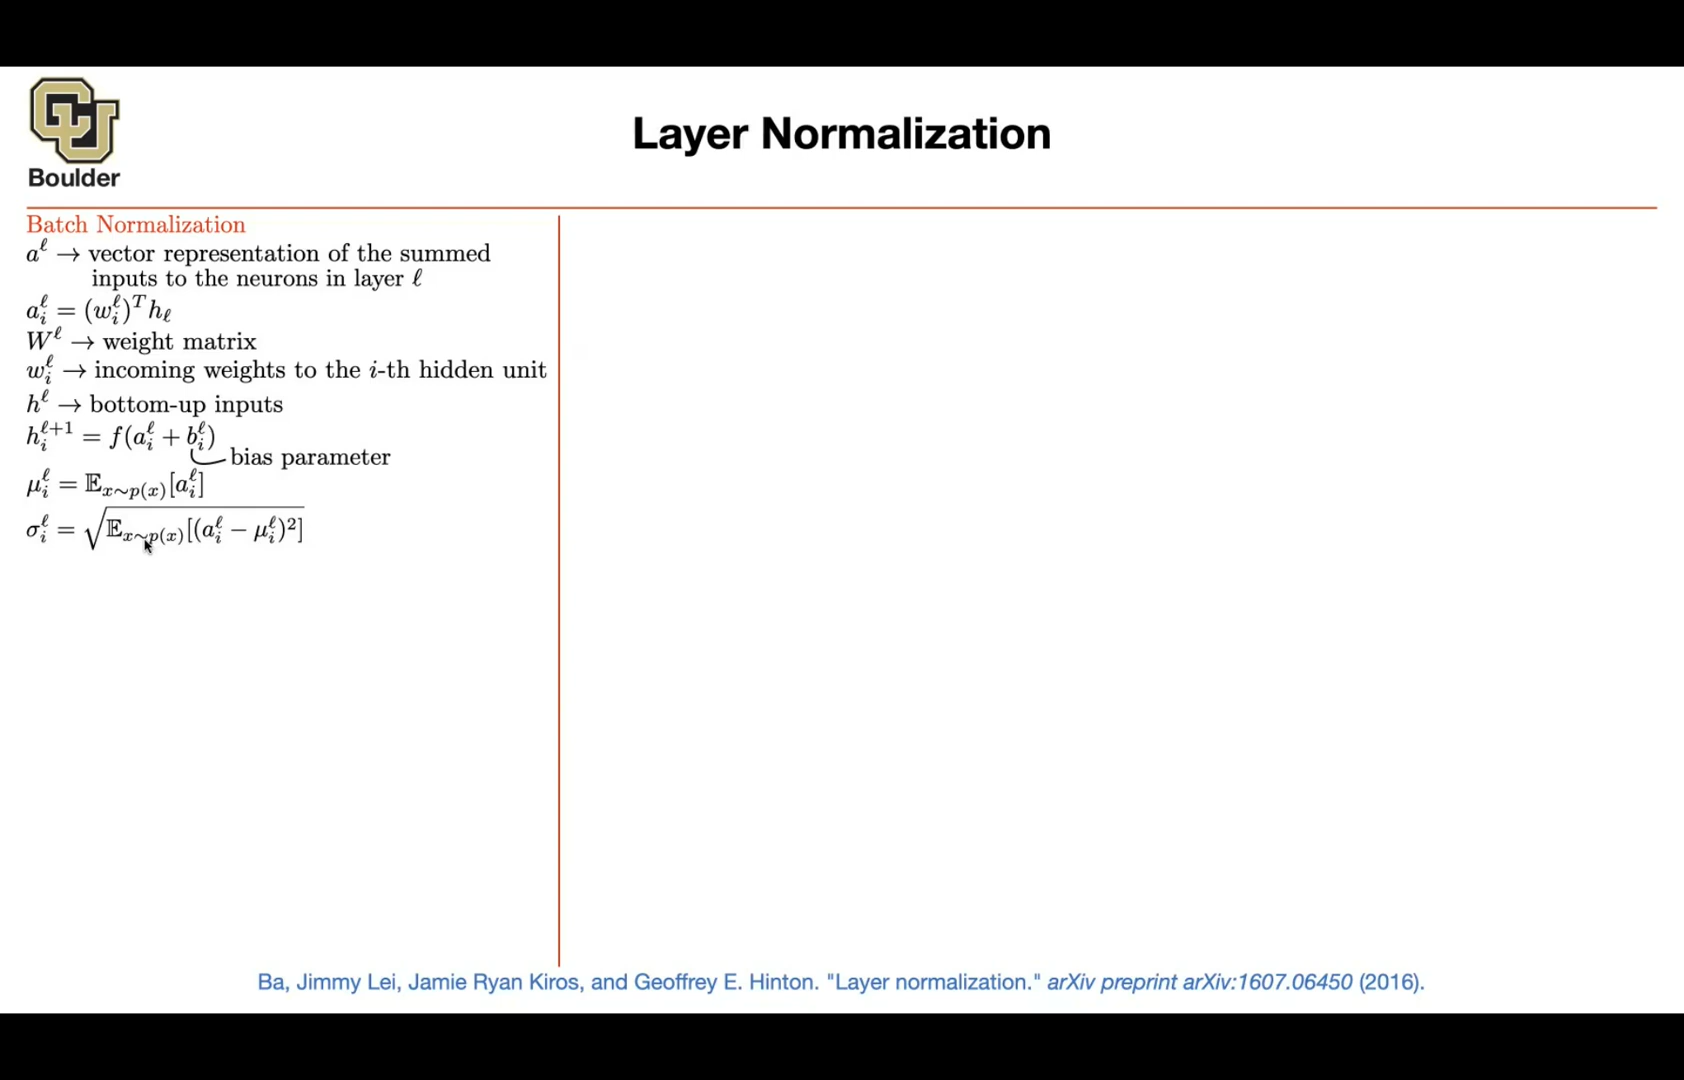 CU
Boulder
Layer Normalization
Batch Normalization
a^ℓ → vector representation of the summed
inputs to the neurons in layer ℓ
a_i^ℓ = (w_i^ℓ)^T h_ℓ
W^ℓ → weight matrix
w_i^ℓ → incoming weights to the i-th hidden unit
h^ℓ → bottom-up inputs
h_i^{ℓ+1} = f(a_i^ℓ + b_i^ℓ)
bias parameter
μ_i^ℓ = 𝔼_{x∼p(x)}[a_i^ℓ]
σ_i^ℓ = √(𝔼_{x∼p(x)}[(a_i^ℓ − μ_i^ℓ)²])
Ba, Jimmy Lei, Jamie Ryan Kiros, and Geoffrey E. Hinton. "Layer normalization." arXiv preprint arXiv:1607.06450 (2016).